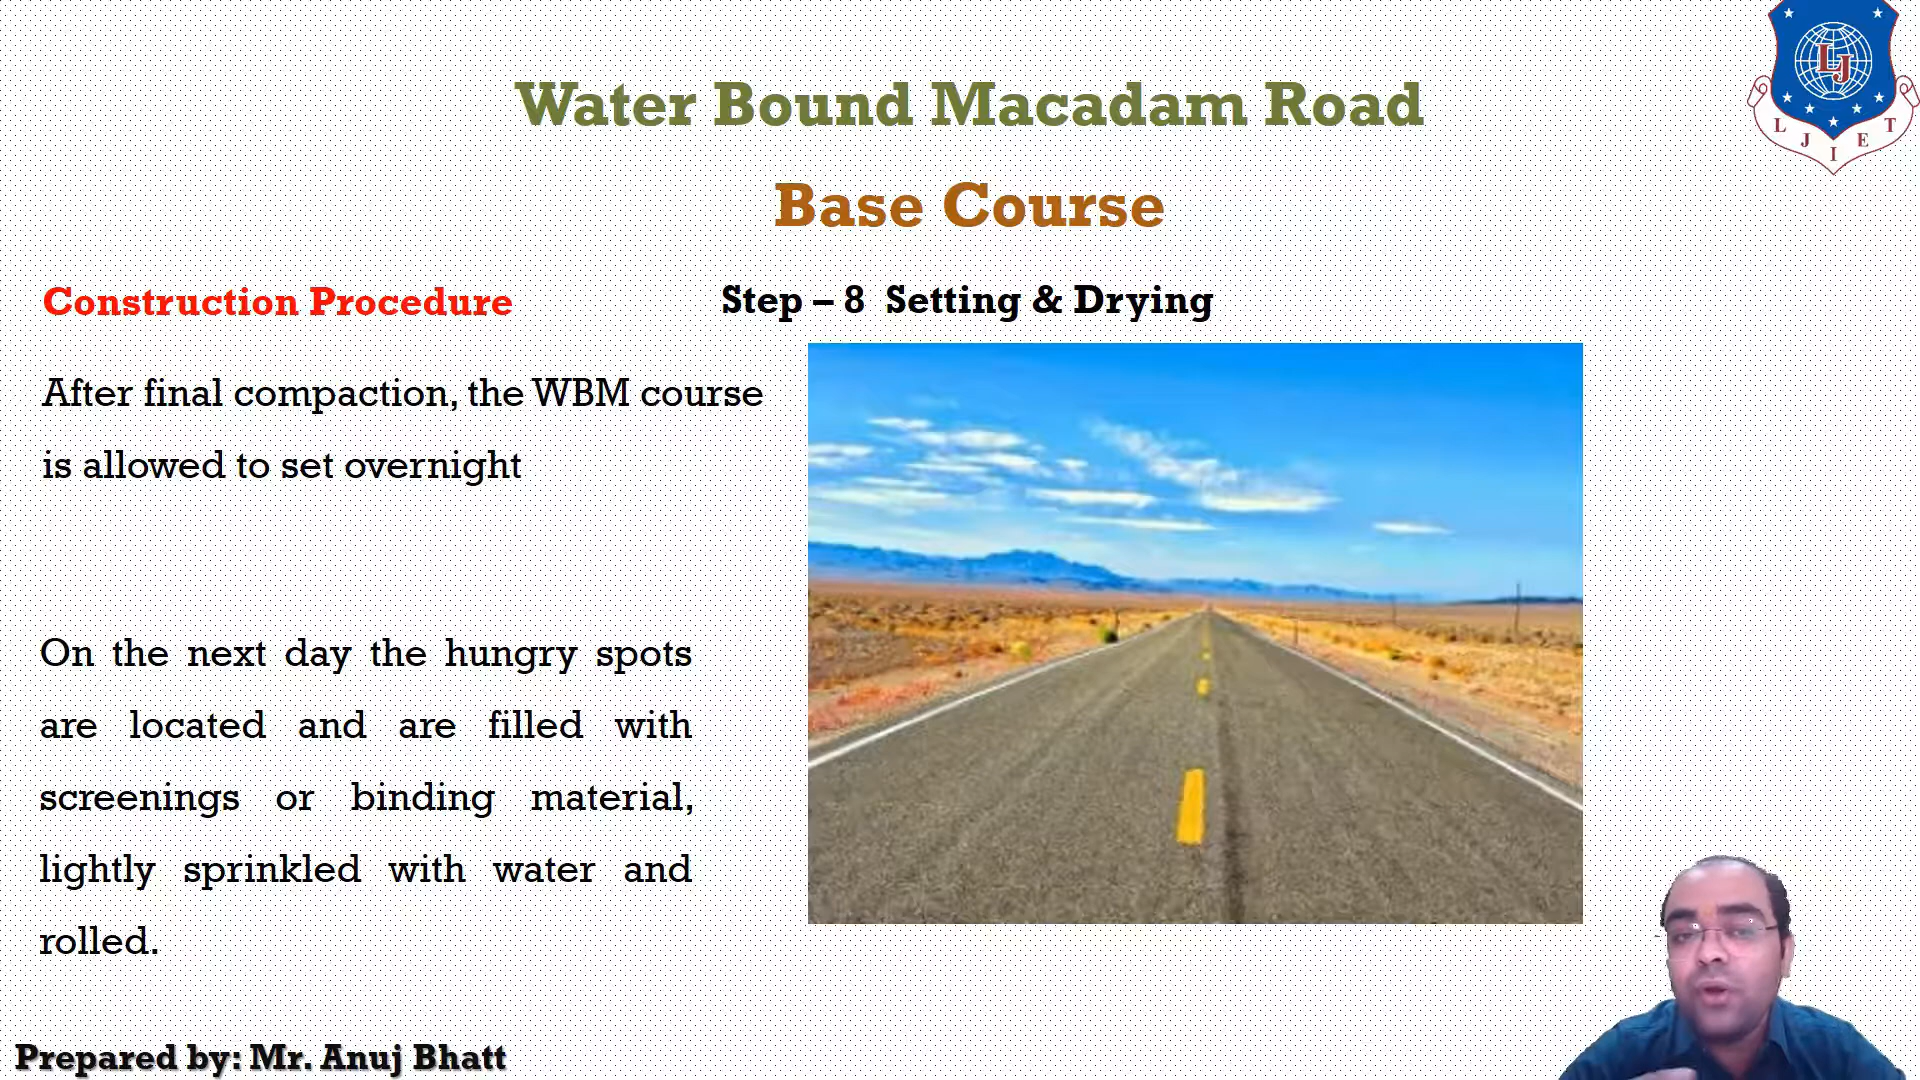 Water Bound Macadam Road
Base Course
Construction Procedure
Step – 8 Setting & Drying
After final compaction, the WBM course
is allowed to set overnight
On the next day the hungry spots
are located and are filled with
screenings or binding material,
lightly sprinkled with water and
rolled.
Prepared by: Mr. Anuj Bhatt
LJ
L J I E T